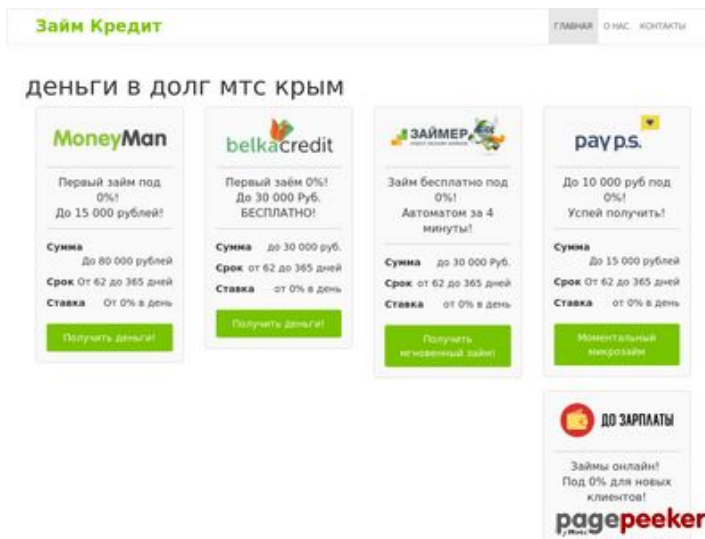 Займ Кредит
ГЛАВНАЯ О НАС. КОНТАКТЫ
деньги в долг мтс крым
MoneyMan
Первый займ под
0%!
До 15 000 рублей!
Сумма
До 80 000 рублей
Срок От 62 до 365 дней
Ставка От 0% в день
Получить деньги!
belkacredit
Первый заём 0%!
До 30 000 Руб.
БЕСПЛАТНО!
Сумма до 30 000 руб.
Срок от 62 до 365 дней
Ставка от 0% в день
Получить деньги!
ЗАЙМЕР
Займ бесплатно под
0%!
Автоматом за 4
минуты!
Сумма до 30 000 Руб.
Срок от 62 до 365 дней
Ставка от 0% в день
Получить
мгновенный займ!
pay p.s.
До 10 000 руб под
0%!
Успей получить!
Сумма
До 15 000 рублей
Срок От 62 до 365 дней
Ставка от 0% в день
Моментальный
микрозайм
ДО ЗАРПЛАТЫ
Займы онлайн!
Под 0% для новых
клиентов!
pagepeeker